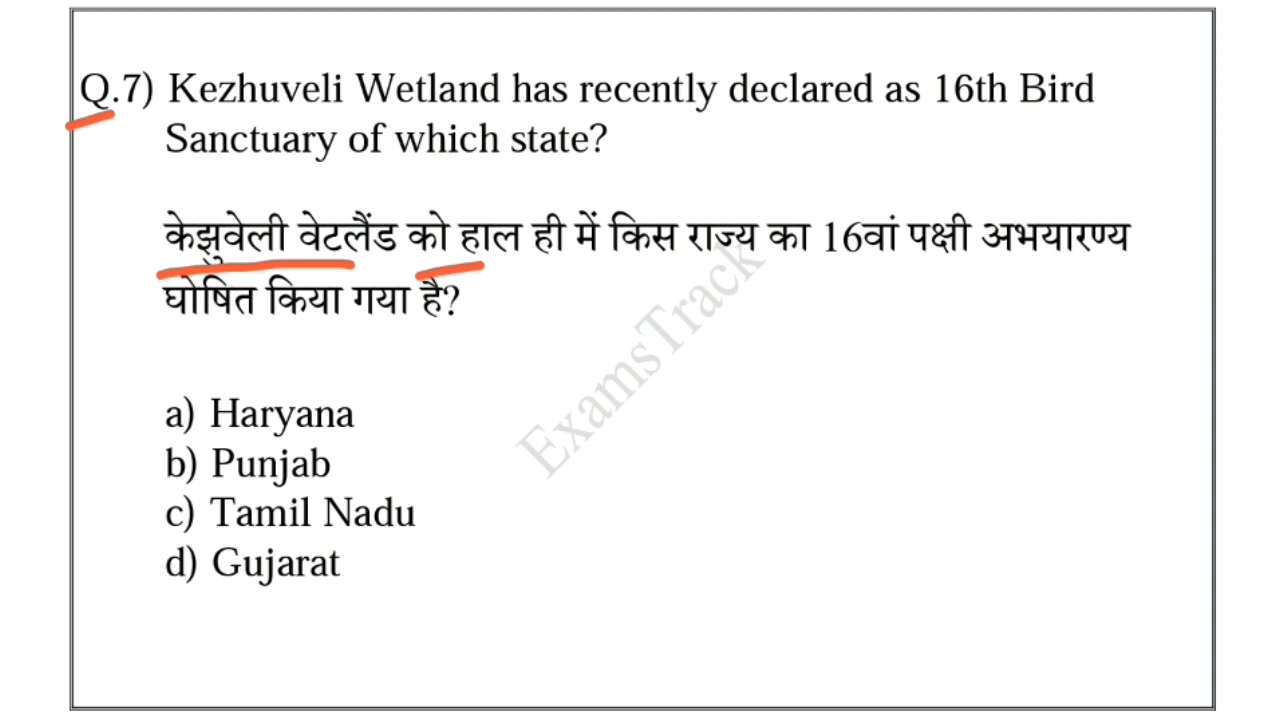 Q.7) Kezhuveli Wetland has recently declared as 16th Bird
Sanctuary of which state?
केझुवेली वेटलैंड को हाल ही में किस राज्य का 16वां पक्षी अभयारण्य
घोषित किया गया है?
ExamsTrack
a) Haryana
b) Punjab
c) Tamil Nadu
d) Gujarat